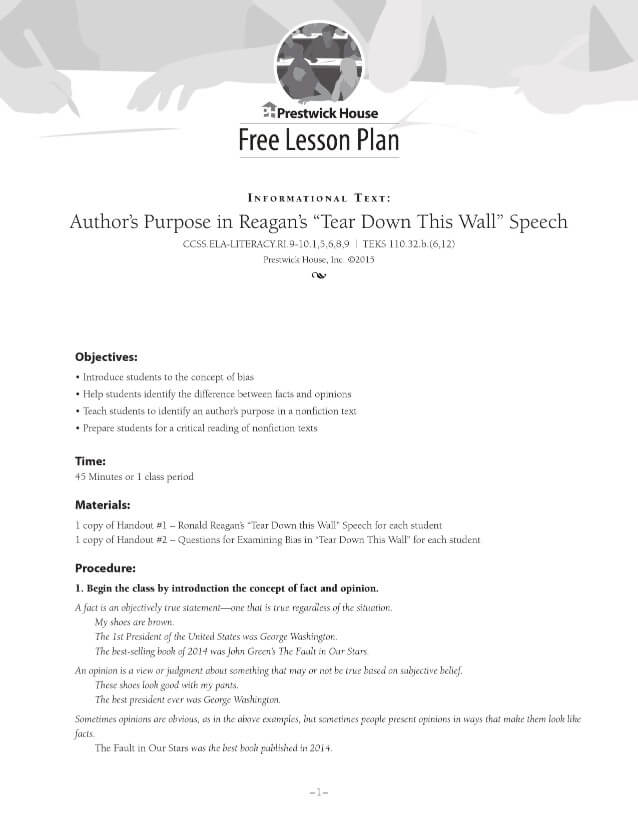 Prestwick House
Free Lesson Plan
INFORMATIONAL TEXT:
Author's Purpose in Reagan's "Tear Down This Wall" Speech
CCSS.ELA-LITERACY.RI.9-10.1,5,6,8,9 | TEKS 110.32.b.(6,12)
Prestwick House, Inc. ©2015
Objectives:
• Introduce students to the concept of bias
• Help students identify the difference between facts and opinions
• Teach students to identify an author's purpose in a nonfiction text
• Prepare students for a critical reading of nonfiction texts
Time:
45 Minutes or 1 class period
Materials:
1 copy of Handout #1 – Ronald Reagan's "Tear Down this Wall" Speech for each student
1 copy of Handout #2 – Questions for Examining Bias in "Tear Down This Wall" for each student
Procedure:
1. Begin the class by introduction the concept of fact and opinion.
A fact is an objectively true statement—one that is true regardless of the situation.
My shoes are brown.
The 1st President of the United States was George Washington.
The best-selling book of 2014 was John Green's The Fault in Our Stars.
An opinion is a view or judgment about something that may or not be true based on subjective belief.
These shoes look good with my pants.
The best president ever was George Washington.
Sometimes opinions are obvious, as in the above examples, but sometimes people present opinions in ways that make them look like
facts.
The Fault in Our Stars was the best book published in 2014.
–1–